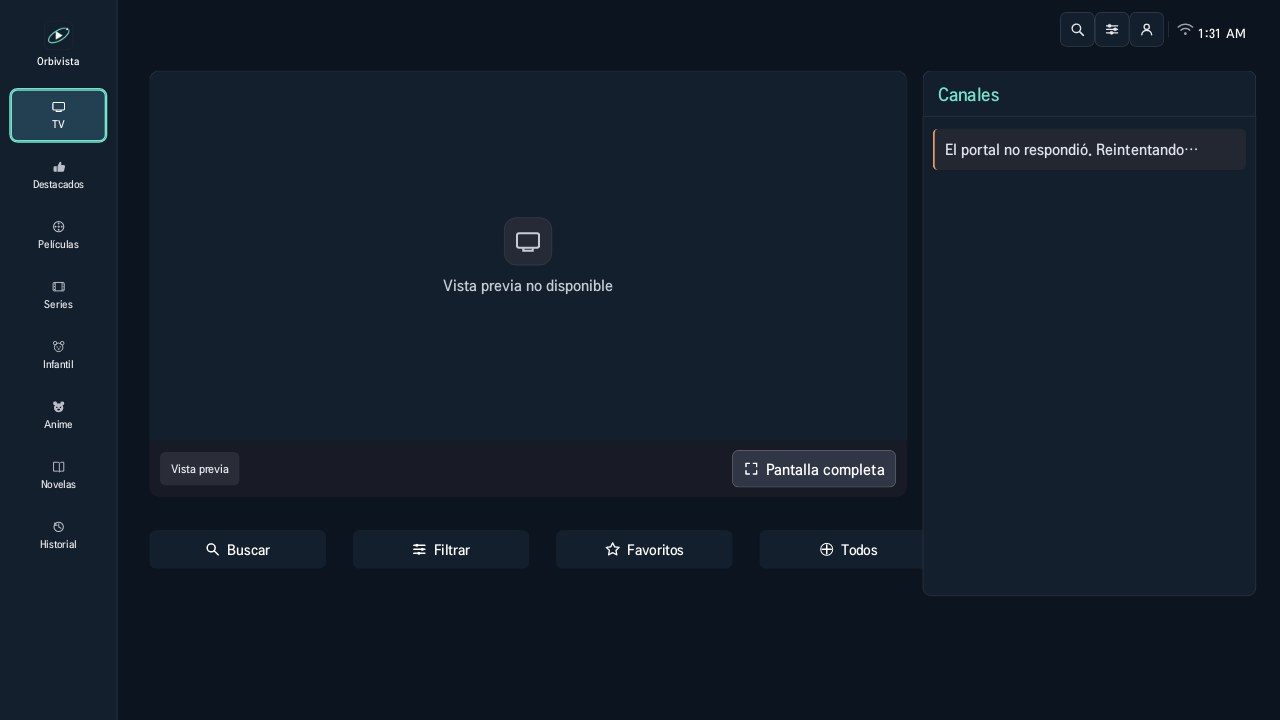 Orbivista
TV
Destacados
Películas
Series
Infantil
Anime
Novelas
Historial
1:31 AM
Vista previa no disponible
Vista previa
Pantalla completa
Buscar
Filtrar
Favoritos
Todos
Canales
El portal no respondió. Reintentando…